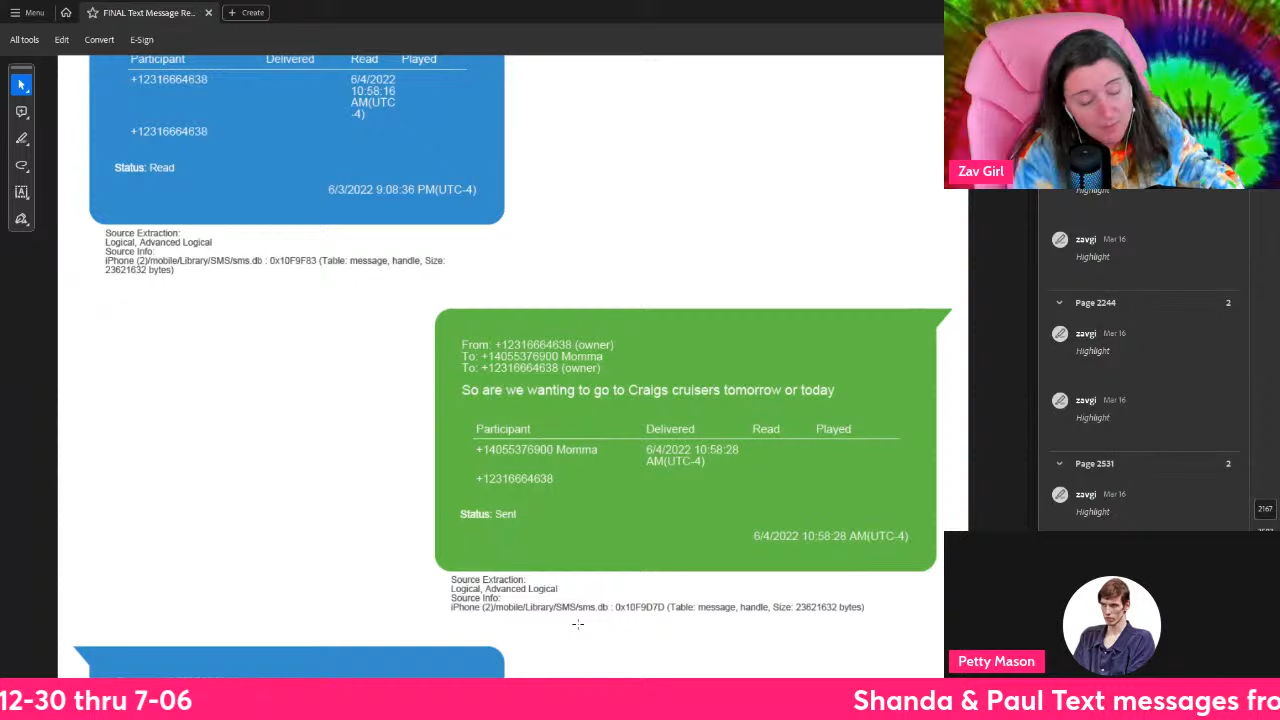 Menu
FINAL Text Message Re..
Create
All tools
Edit
Convert
E-Sign
Participant Delivered Read Played
+12316664638 6/4/2022
10:58:16
AM(UTC
-4)
+12316664638
Status: Read
6/3/2022 9:08:36 PM(UTC-4)
Source Extraction:
Logical, Advanced Logical
Source Info:
iPhone (2)/mobile/Library/SMS/sms.db : 0x10F9F83 (Table: message, handle, Size:
23621632 bytes)
From: +12316664638 (owner)
To: +14055376900 Momma
To: +12316664638 (owner)
So are we wanting to go to Craigs cruisers tomorrow or today
Participant Delivered Read Played
+14055376900 Momma 6/4/2022 10:58:28
AM(UTC-4)
+12316664638
Status: Sent
6/4/2022 10:58:28 AM(UTC-4)
Source Extraction:
Logical, Advanced Logical
Source Info:
iPhone (2)/mobile/Library/SMS/sms.db : 0x10F9D7D (Table: message, handle, Size: 23621632 bytes)
Zav Girl
Highlight
zavgi Mar 16
Highlight
Page 2244 2
zavgi Mar 16
Highlight
zavgi Mar 16
Highlight
Page 2531 2
zavgi Mar 16
Highlight
2167
Petty Mason
12-30 thru 7-06
Shanda & Paul Text messages fro